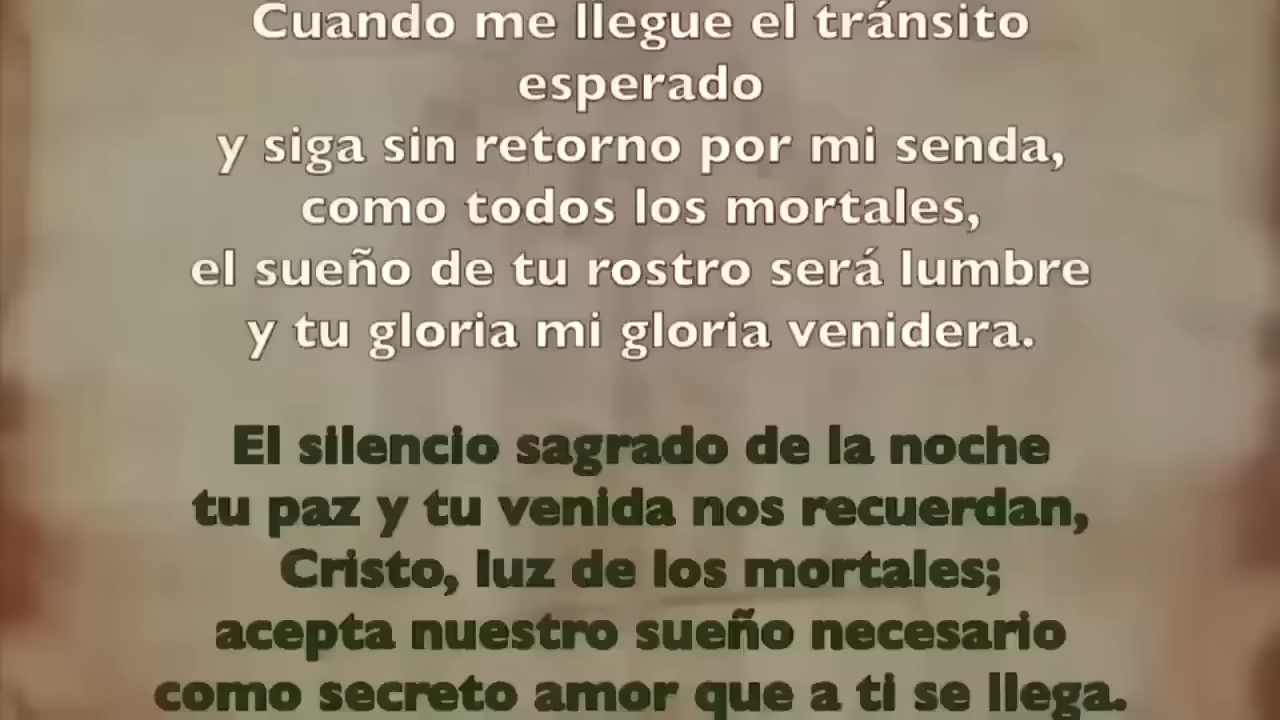 Cuando me llegue el tránsito
esperado
y siga sin retorno por mi senda,
como todos los mortales,
el sueño de tu rostro será lumbre
y tu gloria mi gloria venidera.
El silencio sagrado de la noche
tu paz y tu venida nos recuerdan,
Cristo, luz de los mortales;
acepta nuestro sueño necesario
como secreto amor que a ti se llega.